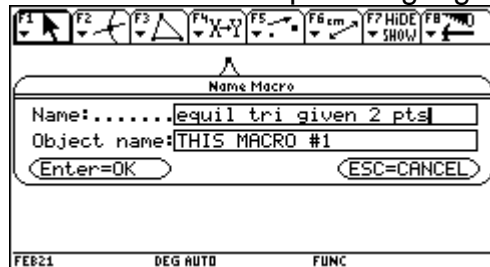 F1 F2 F3 F4 X→Y F5 F6 cm F7 HiDE SHOW F8
Name Macro
Name:.......equil tri given 2 pts
Object name:THIS MACRO #1
Enter=OK ESC=CANCEL
FEB21 DEG AUTO FUNC